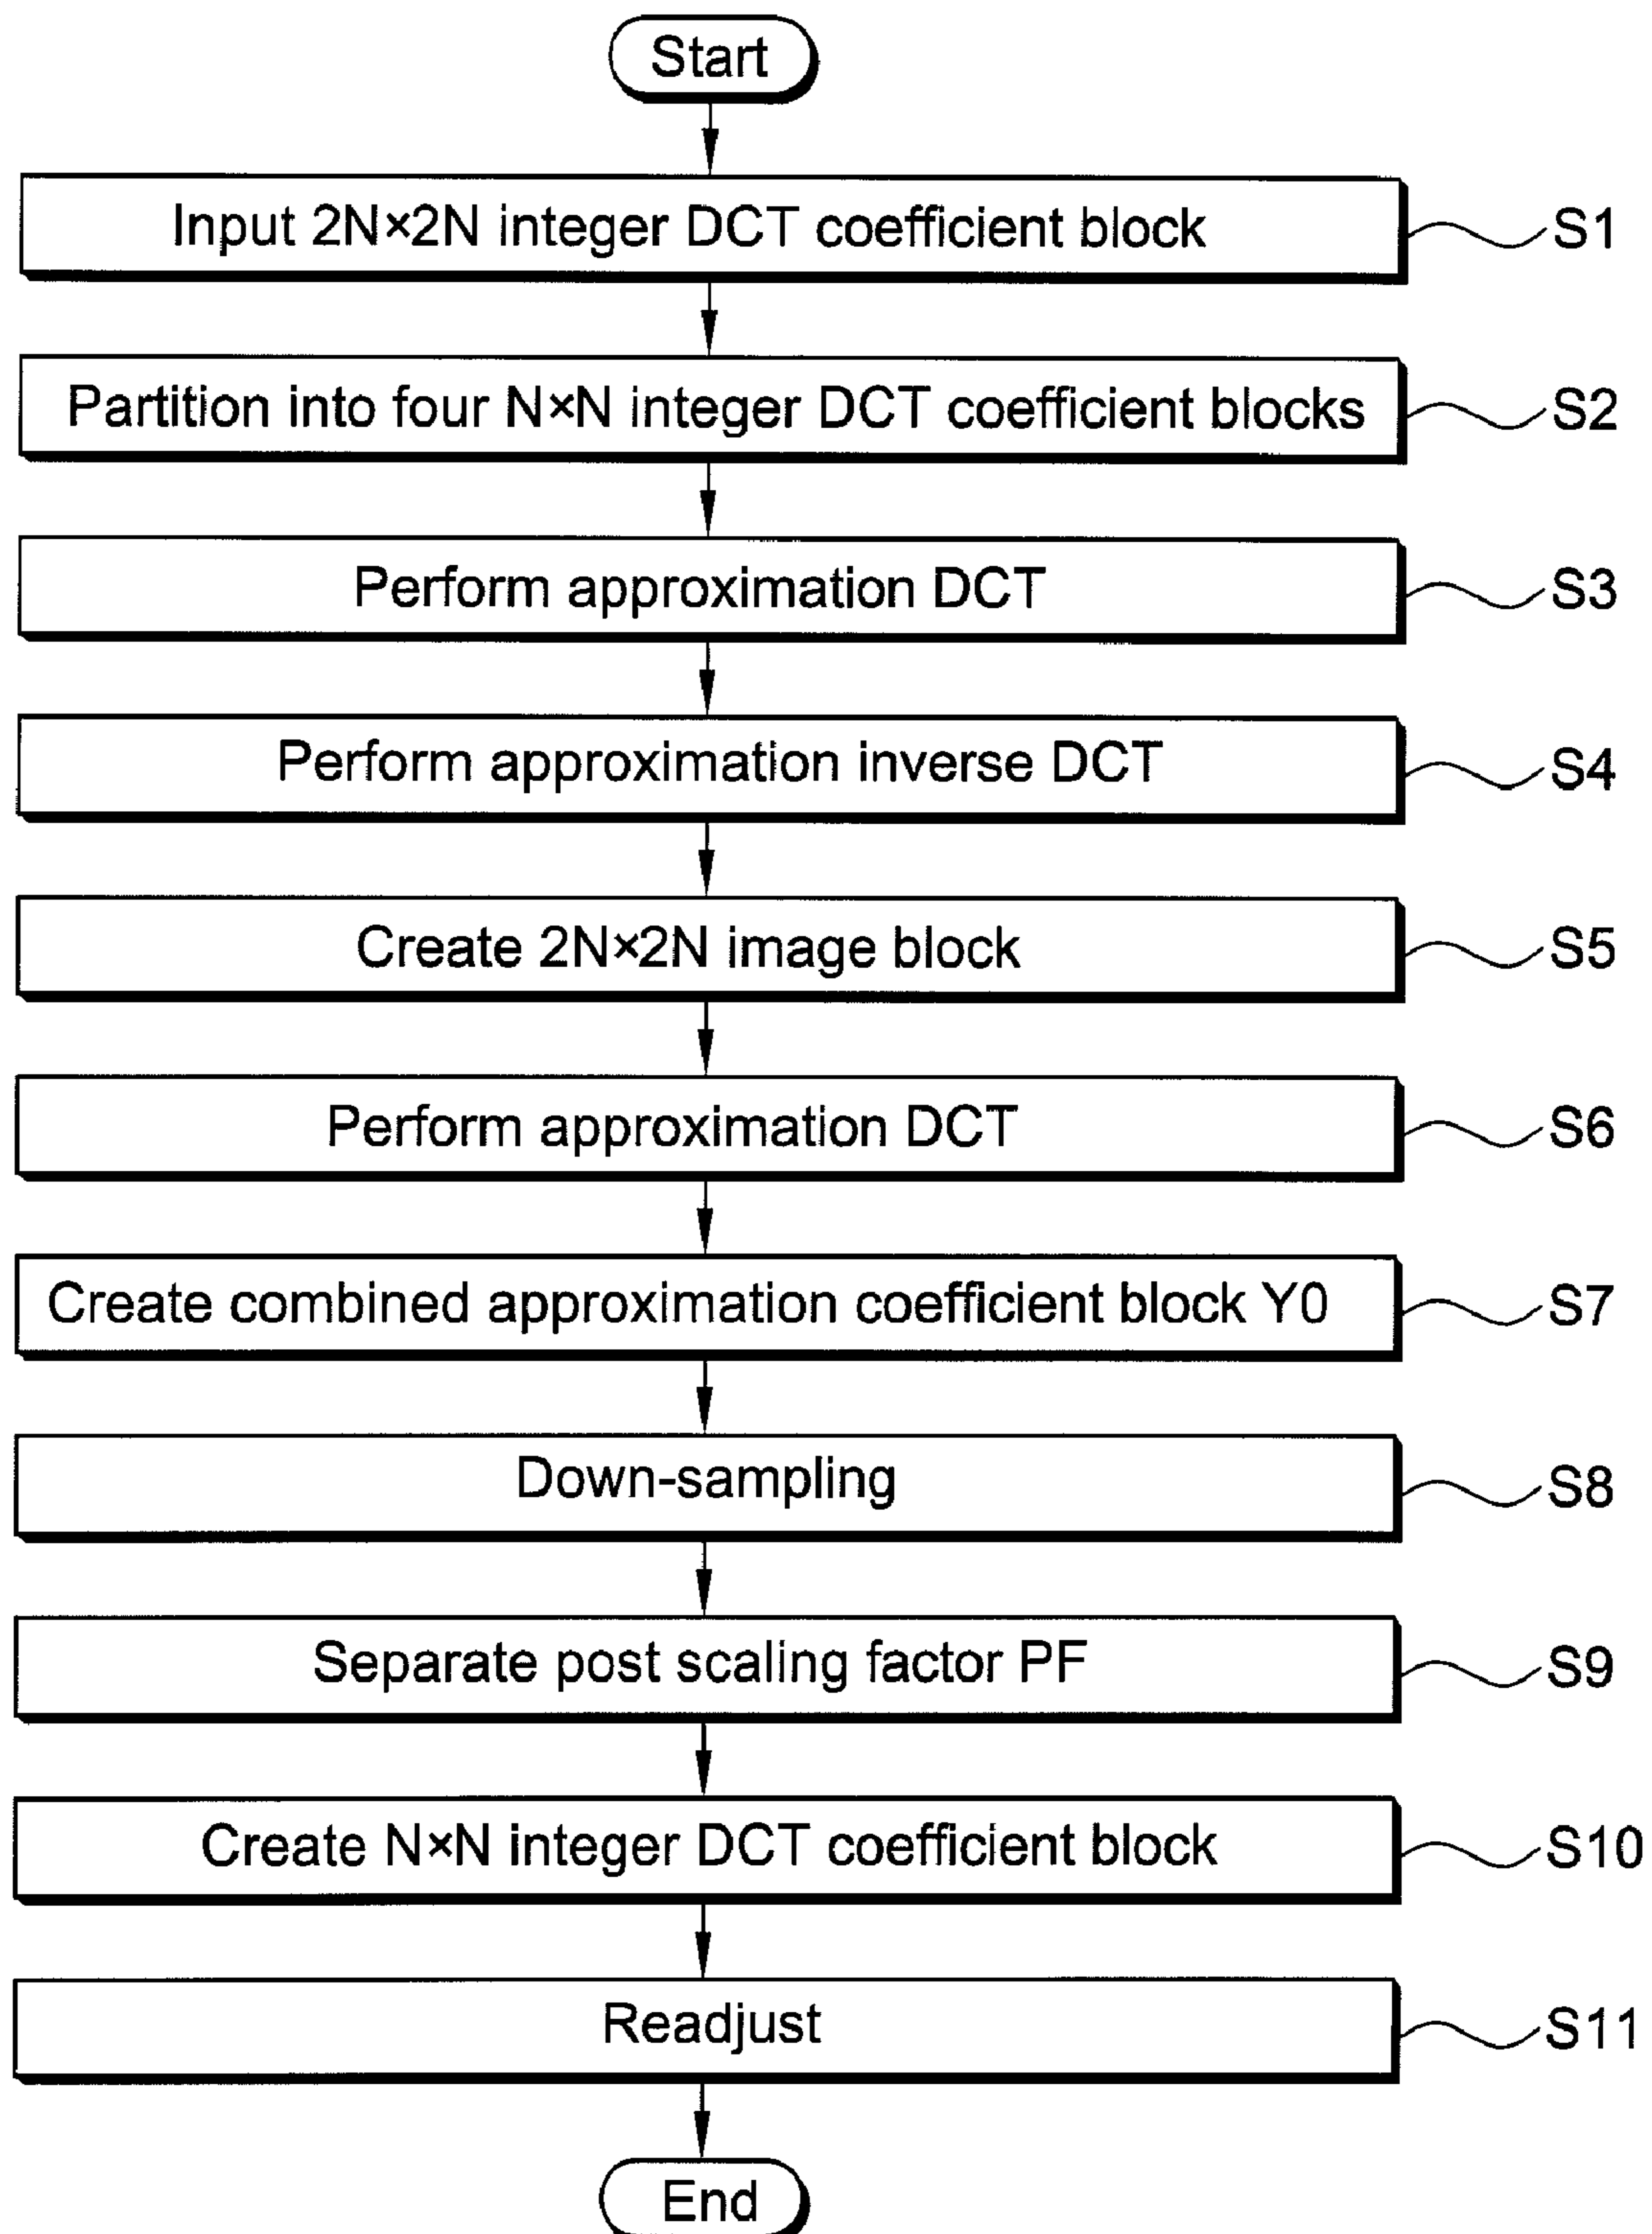 Start
Input 2N×2N integer DCT coefficient block
S1
Partition into four N×N integer DCT coefficient blocks
S2
Perform approximation DCT
S3
Perform approximation inverse DCT
S4
Create 2N×2N image block
S5
Perform approximation DCT
S6
Create combined approximation coefficient block Y0
S7
Down-sampling
S8
Separate post scaling factor PF
S9
Create N×N integer DCT coefficient block
S10
Readjust
S11
End